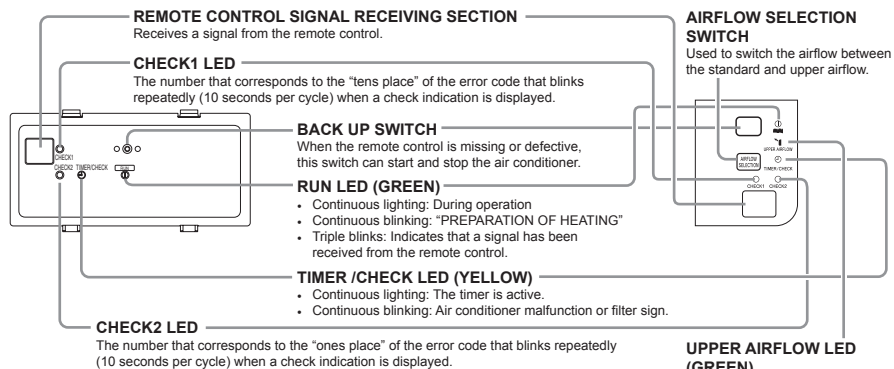 REMOTE CONTROL SIGNAL RECEIVING SECTION
Receives a signal from the remote control.
AIRFLOW SELECTION
SWITCH
Used to switch the airflow between
the standard and upper airflow.
CHECK1 LED
The number that corresponds to the “tens place” of the error code that blinks
repeatedly (10 seconds per cycle) when a check indication is displayed.
BACK UP SWITCH
When the remote control is missing or defective,
this switch can start and stop the air conditioner.
RUN LED (GREEN)
• Continuous lighting: During operation
• Continuous blinking: “PREPARATION OF HEATING”
• Triple blinks: Indicates that a signal has been
received from the remote control.
TIMER /CHECK LED (YELLOW)
• Continuous lighting: The timer is active.
• Continuous blinking: Air conditioner malfunction or filter sign.
CHECK2 LED
The number that corresponds to the “ones place” of the error code that blinks repeatedly
(10 seconds per cycle) when a check indication is displayed.
UPPER AIRFLOW LED
(GREEN)
CHECK1
CHECK2 TIMER/CHECK
UPPER AIRFLOW
AIRFLOW
SELECTION
TIMER/CHECK
CHECK1 CHECK2